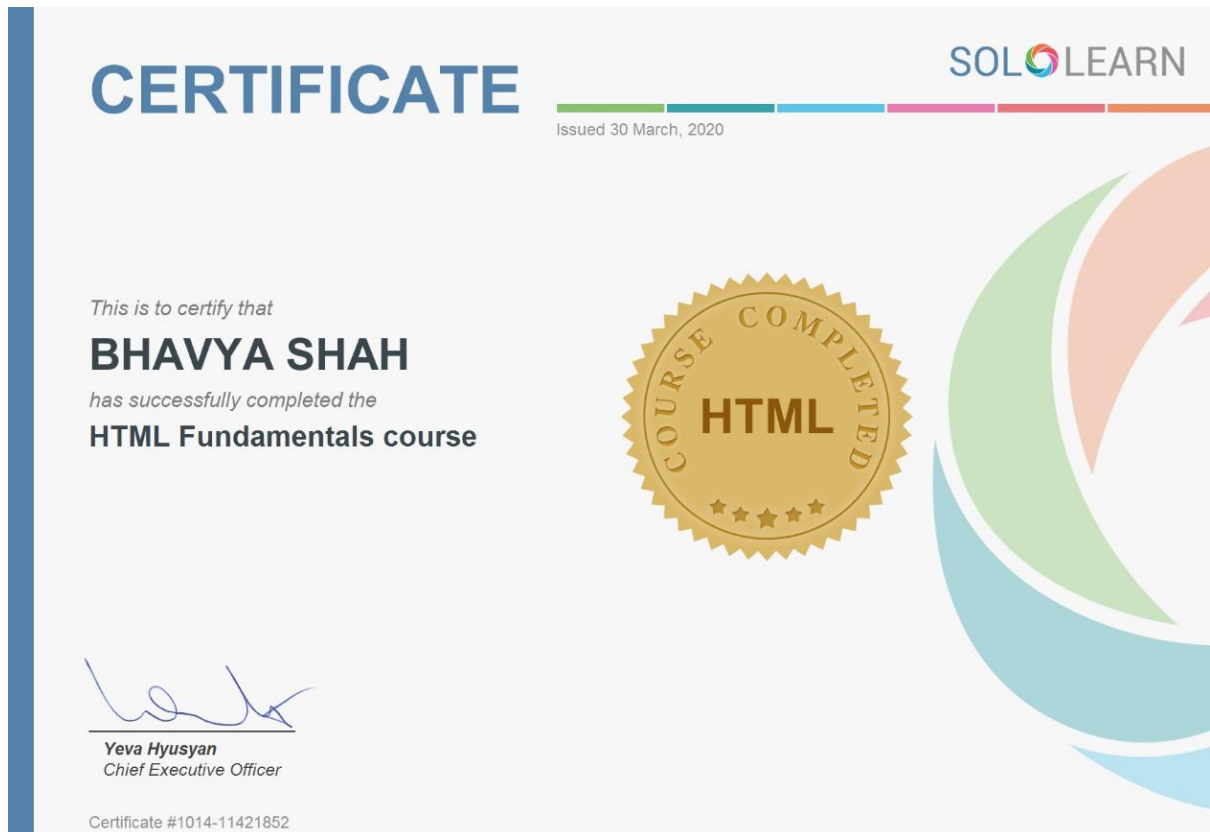 CERTIFICATE
SOLOLEARN
Issued 30 March, 2020
This is to certify that
BHAVYA SHAH
has successfully completed the
HTML Fundamentals course
COURSE COMPLETED
HTML
Yeva Hyusyan
Chief Executive Officer
Certificate #1014-11421852